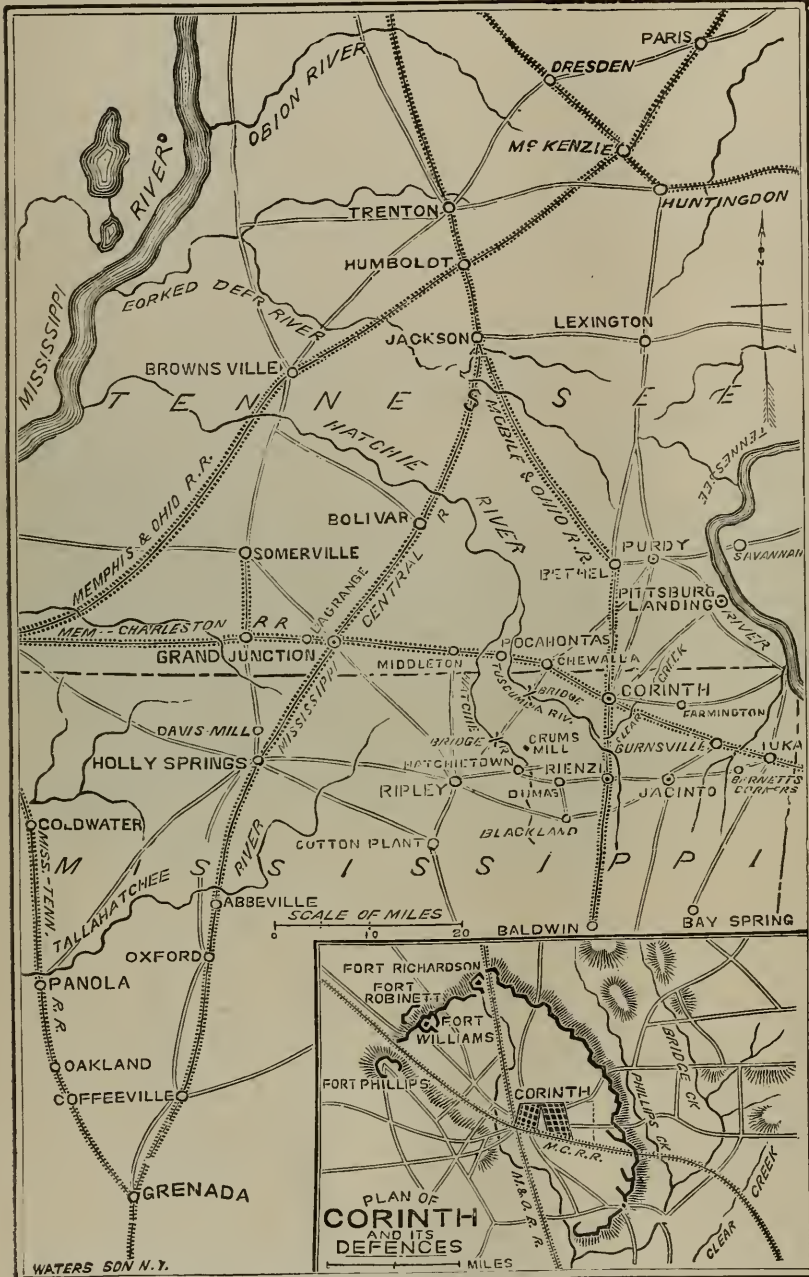 PARIS
DRESDEN
OBION RIVER
McKENZIE
MISSISSIPPI RIVER
HUNTINGDON
TRENTON
N
HUMBOLDT
FORKED DEER RIVER
LEXINGTON
JACKSON
BROWNSVILLE
TENNESSEE
HATCHIE RIVER
MOBILE & OHIO R.R.
TENNESSEE RIVER
MEMPHIS & OHIO R.R.
BOLIVAR
SOMERVILLE
PURDY
SAVANNAH
BETHEL
PITTSBURG
LANDING
MEM-CHARLESTON R R
LAGRANGE
MISSISSIPPI CENTRAL R
GRAND JUNCTION
MIDDLETON
POCAHONTAS
CHEWALLA
HATCHIE R
TUSCUMBIA RIV.
BRIDGE
CORINTH
CLEAR CREEK
FARMINGTON
DAVIS MILL
BRIDGE
CRUMS
MILL
BURNSVILLE
IUKA
HOLLY SPRINGS
HATCHIETOWN
RIENZI
RIPLEY
DUMAS
JACINTO
BARNETTS
CORNERS
BLACKLAND
COLDWATER
COTTON PLANT
MISSISSIPPI
MISS-TENN. R R
TALLAHATCHEE RIVER
ABBEVILLE
SCALE OF MILES
0 10 20
BALDWIN
BAY SPRING
OXFORD
PANOLA
OAKLAND
COFFEEVILLE
GRENADA
FORT RICHARDSON
FORT
ROBINETT
FORT
WILLIAMS
FORT PHILLIPS
CORINTH
PHILLIPS CK
BRIDGE CK
M.C.R.R.
M.& O.R.R.
CLEAR CREEK
PLAN OF
CORINTH
AND ITS
DEFENCES
MILES
WATERS SON N.Y.